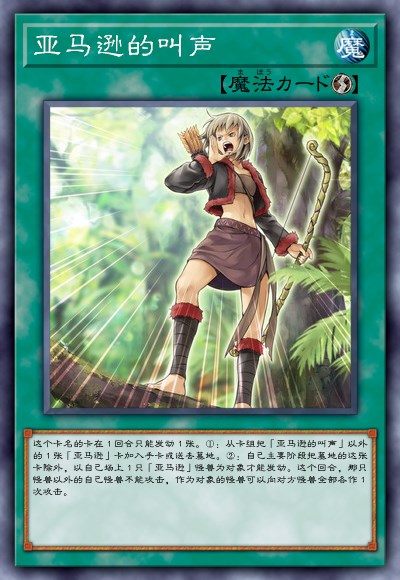 亚马逊的叫声
魔
【魔法カード】
まほう
这个卡名的卡在1回合只能发动1张。①：从卡组把「亚马逊的叫声」以外
的1张「亚马逊」卡加入手卡或送去墓地。②：自己主要阶段把墓地的这张
卡除外，以自己场上1只「亚马逊」怪兽为对象才能发动。这个回合，那只
怪兽以外的自己怪兽不能攻击，作为对象的怪兽可以向对方怪兽全部各作1
次攻击。